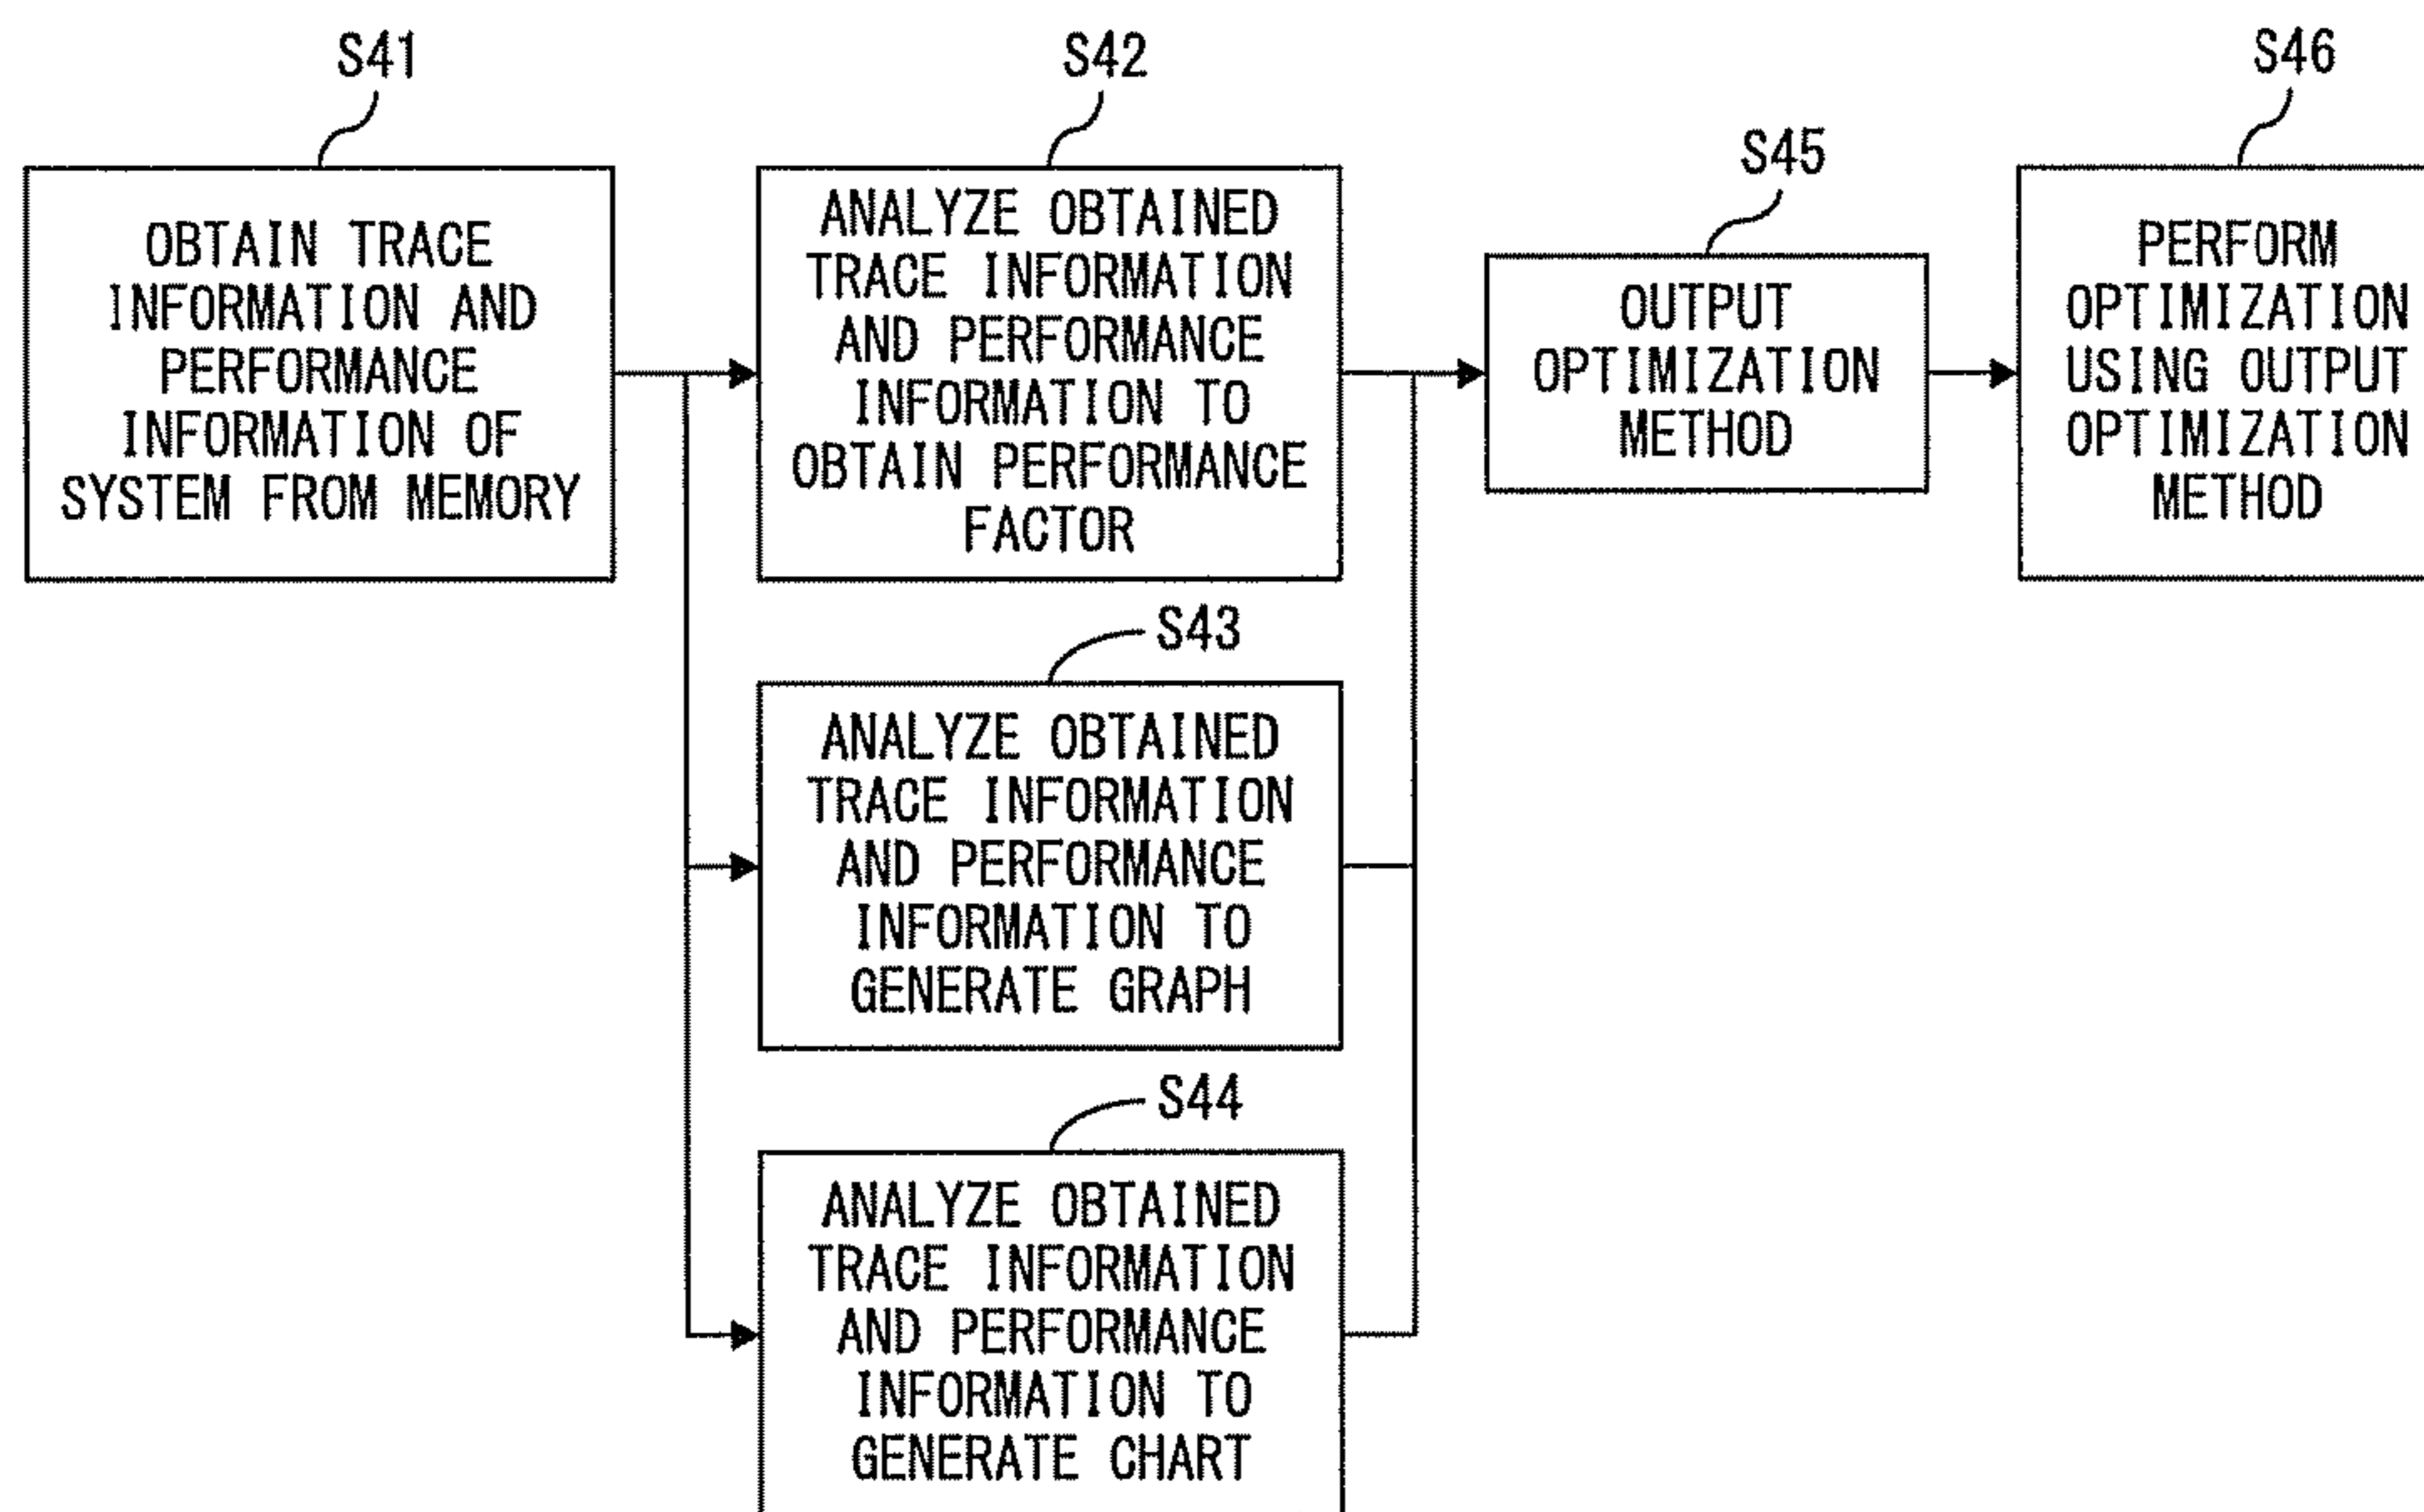 S41
OBTAIN TRACE
INFORMATION AND
PERFORMANCE
INFORMATION OF
SYSTEM FROM MEMORY
S42
ANALYZE OBTAINED
TRACE INFORMATION
AND PERFORMANCE
INFORMATION TO
OBTAIN PERFORMANCE
FACTOR
S43
ANALYZE OBTAINED
TRACE INFORMATION
AND PERFORMANCE
INFORMATION TO
GENERATE GRAPH
S44
ANALYZE OBTAINED
TRACE INFORMATION
AND PERFORMANCE
INFORMATION TO
GENERATE CHART
S45
OUTPUT
OPTIMIZATION
METHOD
S46
PERFORM
OPTIMIZATION
USING OUTPUT
OPTIMIZATION
METHOD